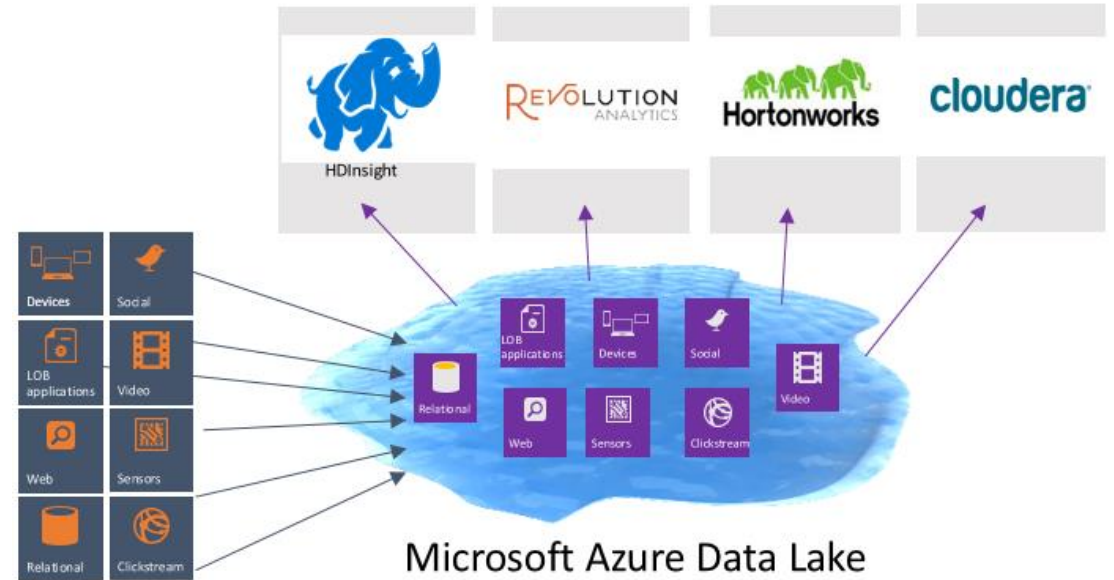 HDInsight
REVOLUTION
ANALYTICS
Hortonworks
cloudera
Devices
Social
LOB
applications
Video
Web
Sensors
Relational
Clickstream
Relational
LOB
applications
Devices
Social
Video
Web
Sensors
Clickstream
Microsoft Azure Data Lake